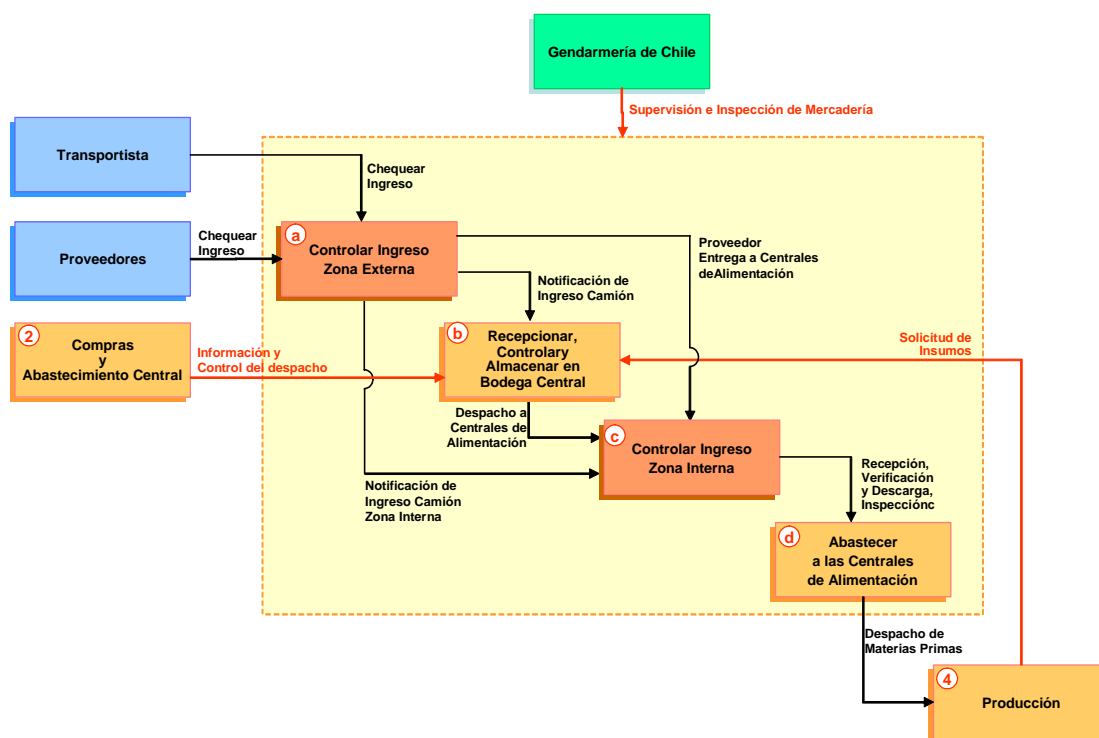 Gendarmería de Chile
Supervisión e Inspección de Mercadería
Transportista
Chequear
Ingreso
Proveedores
Chequear
Ingreso
a
Controlar Ingreso
Zona Externa
Proveedor
Entrega a Centrales
deAlimentación
Notificación de
Ingreso Camión
2
Compras
y
Abastecimiento Central
Información y
Control del despacho
b
Recepcionar,
Controlary
Almacenar en
Bodega Central
Solicitud de
Insumos
Despacho a
Centrales de
Alimentación
c
Controlar Ingreso
Zona Interna
Notificación de
Ingreso Camión
Zona Interna
Recepción,
Verificación
y Descarga,
Inspecciónc
d
Abastecer
a las Centrales
de Alimentación
Despacho de
Materias Primas
4
Producción